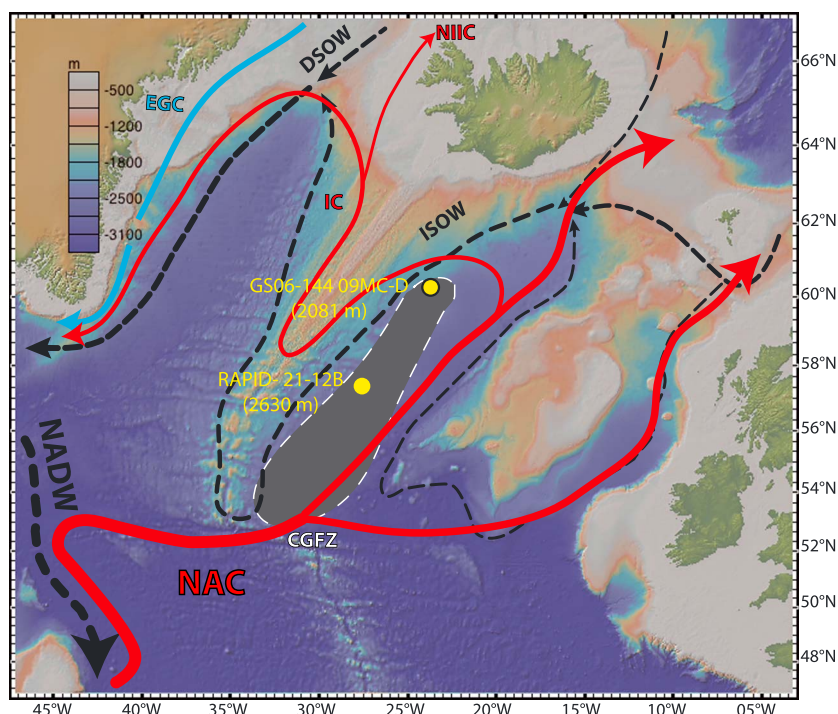 m
-500
-1200
-1800
-2500
-3100
DSOW
NIIC
EGC
IC
ISOW
GS06-144 09MC-D
(2081 m)
RAPID- 21-12B
(2630 m)
NADW
CGFZ
NAC
66°N
64°N
62°N
60°N
58°N
56°N
54°N
52°N
50°N
48°N
45°W
40°W
35°W
30°W
25°W
20°W
15°W
10°W
05°W